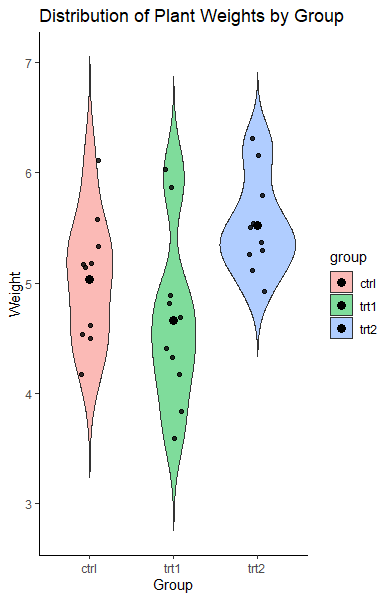 Distribution of Plant Weights by Group
7
6
5
4
3
Weight
ctrl
trt1
trt2
Group
group
ctrl
trt1
trt2